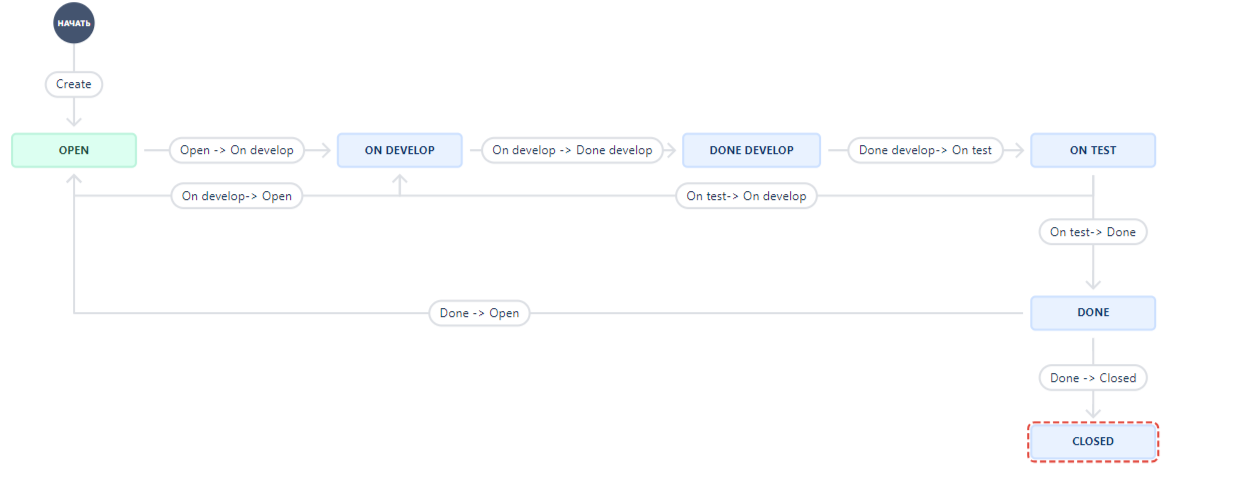 НАЧАТЬ
Create
OPEN
Open -> On develop
ON DEVELOP
On develop -> Done develop
DONE DEVELOP
Done develop-> On test
ON TEST
On develop-> Open
On test-> On develop
On test-> Done
Done -> Open
DONE
Done -> Closed
CLOSED